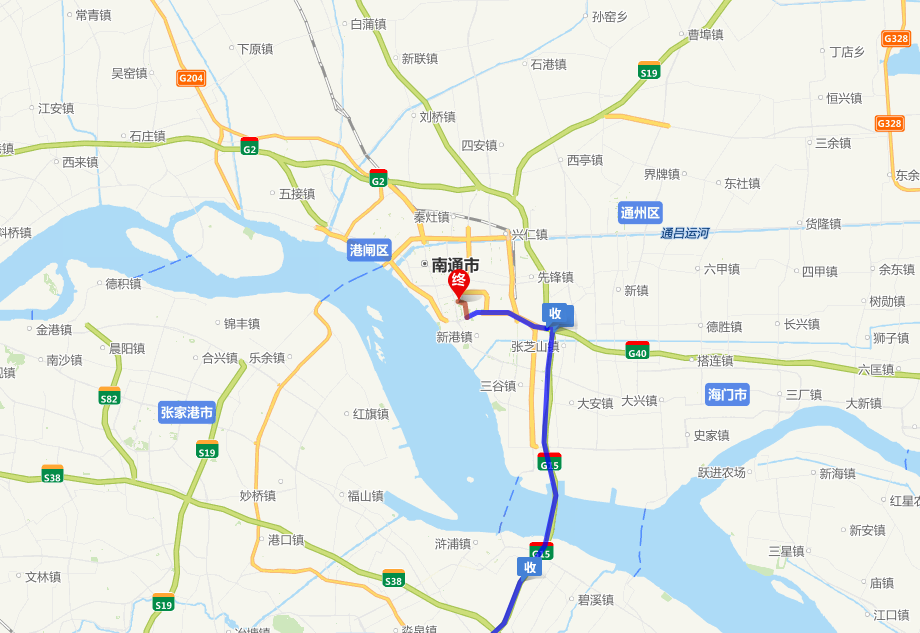 常青镇
孙窑乡
白蒲镇
曹埠镇
G328
下原镇
丁店乡
新联镇
石港镇
吴窑镇
G204
S19
恒兴镇
江安镇
刘桥镇
G328
石庄镇
四安镇
三余镇
G2
西来镇
西亭镇
界牌镇
东余
G2
东社镇
五接镇
秦灶镇
通州区
货隆镇
斜桥镇
兴仁镇
通吕运河
港闸区
南通市
六甲镇
四甲镇
余东镇
终
先锋镇
德积镇
新镇
树勋镇
收
锦丰镇
德胜镇
长兴镇
金港镇
新港镇
狮子镇
晨阳镇
张芝山镇
G40
南沙镇
合兴镇
乐余镇
搭连镇
六匡镇
三谷镇
海门市
三厂镇
S82
大安镇
大兴镇
大新镇
张家港市
红旗镇
史家镇
S19
G15
跃进农场
新海镇
S38
妙桥镇
福山镇
红星农
新安镇
港口镇
浒浦镇
G15
三星镇
收
文林镇
S38
庙镇
S19
碧溪镇
江口镇